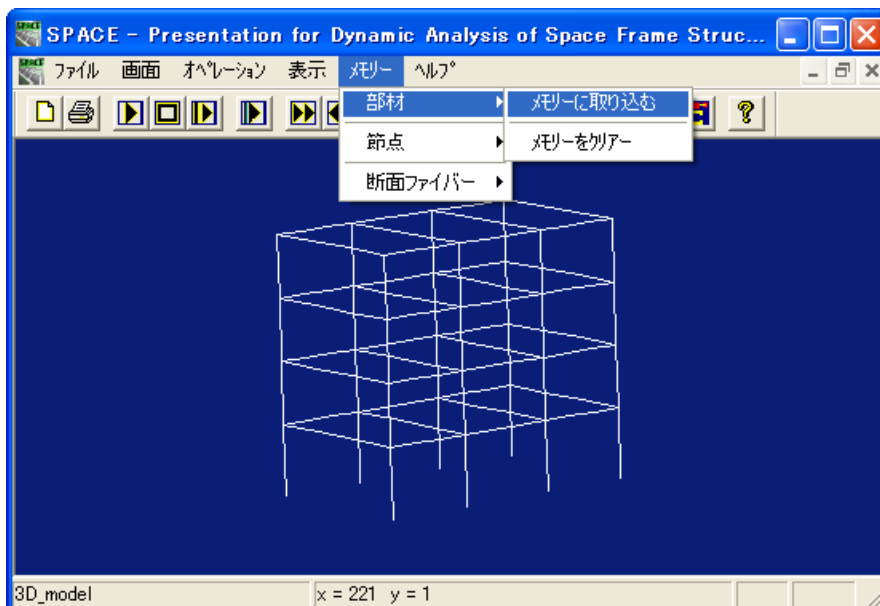 SPACE - Presentation for Dynamic Analysis of Space Frame Struc...
ファイル 画面 オペレーション 表示 メモリー ヘルプ
部材 メモリーに取り込む
節点 メモリーをクリアー
断面ファイバー
3D_model x = 221 y = 1